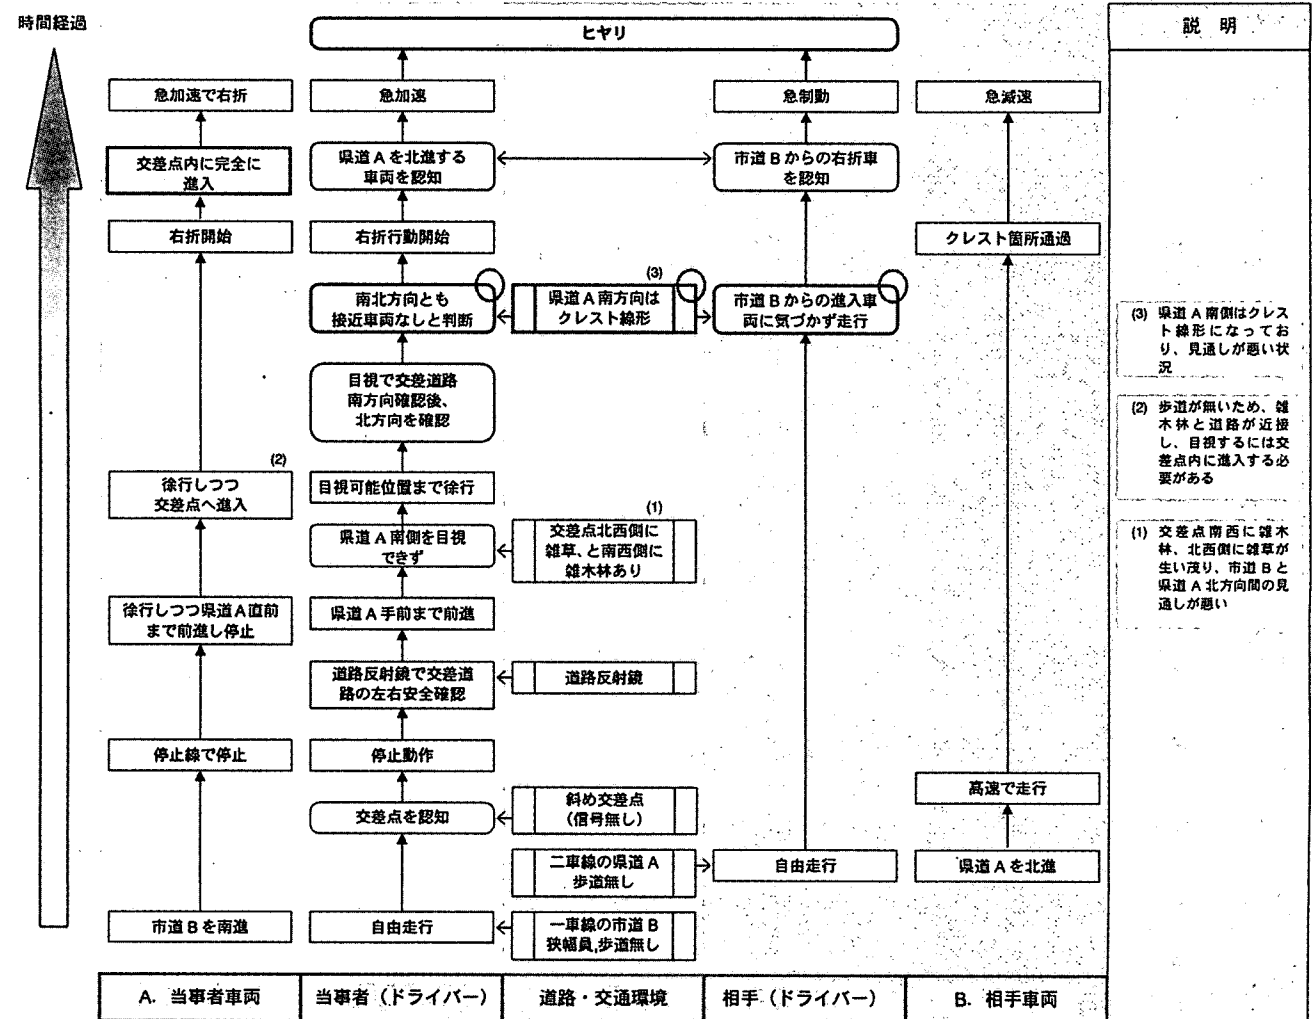 時間経過
ヒヤリ
説 明
急加速で右折
急加速
急制動
急減速
交差点内に完全に
進入
県道Aを北進する
車両を認知
市道Bからの右折車
を認知
右折開始
右折行動開始
クレスト箇所通過
(3)
南北方向とも
接近車両なしと判断
県道A南方向は
クレスト線形
市道Bからの進入車
両に気づかず走行
(3) 県道A南側はクレス
ト線形になってお
り、見通しが悪い状
況
目視で交差道路
南方向確認後、
北方向を確認
(2) 歩道が無いため、雑
木林と道路が近接
し、目視するには交
差点内に進入する必
要がある
(2)
徐行しつつ
交差点へ進入
目視可能位置まで徐行
(1)
県道A南側を目視
できず
交差点北西側に
雑草、と南西側に
雑木林あり
(1) 交差点南西に雑木
林、北西側に雑草が
生い茂り、市道Bと
県道A北方向間の見
通しが悪い
徐行しつつ県道A直前
まで前進し停止
県道A手前まで前進
道路反射鏡で交差道
路の左右安全確認
道路反射鏡
停止線で停止
停止動作
高速で走行
交差点を認知
斜め交差点
(信号無し)
二車線の県道A
歩道無し
自由走行
県道Aを北進
市道Bを南進
自由走行
一車線の市道B
狭幅員,歩道無し
A. 当事者車両
当事者(ドライバー)
道路・交通環境
相手(ドライバー)
B. 相手車両